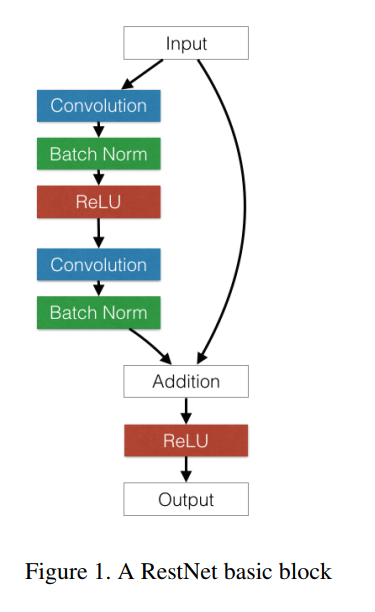 Input
Convolution
Batch Norm
ReLU
Convolution
Batch Norm
Addition
ReLU
Output
Figure 1. A RestNet basic block